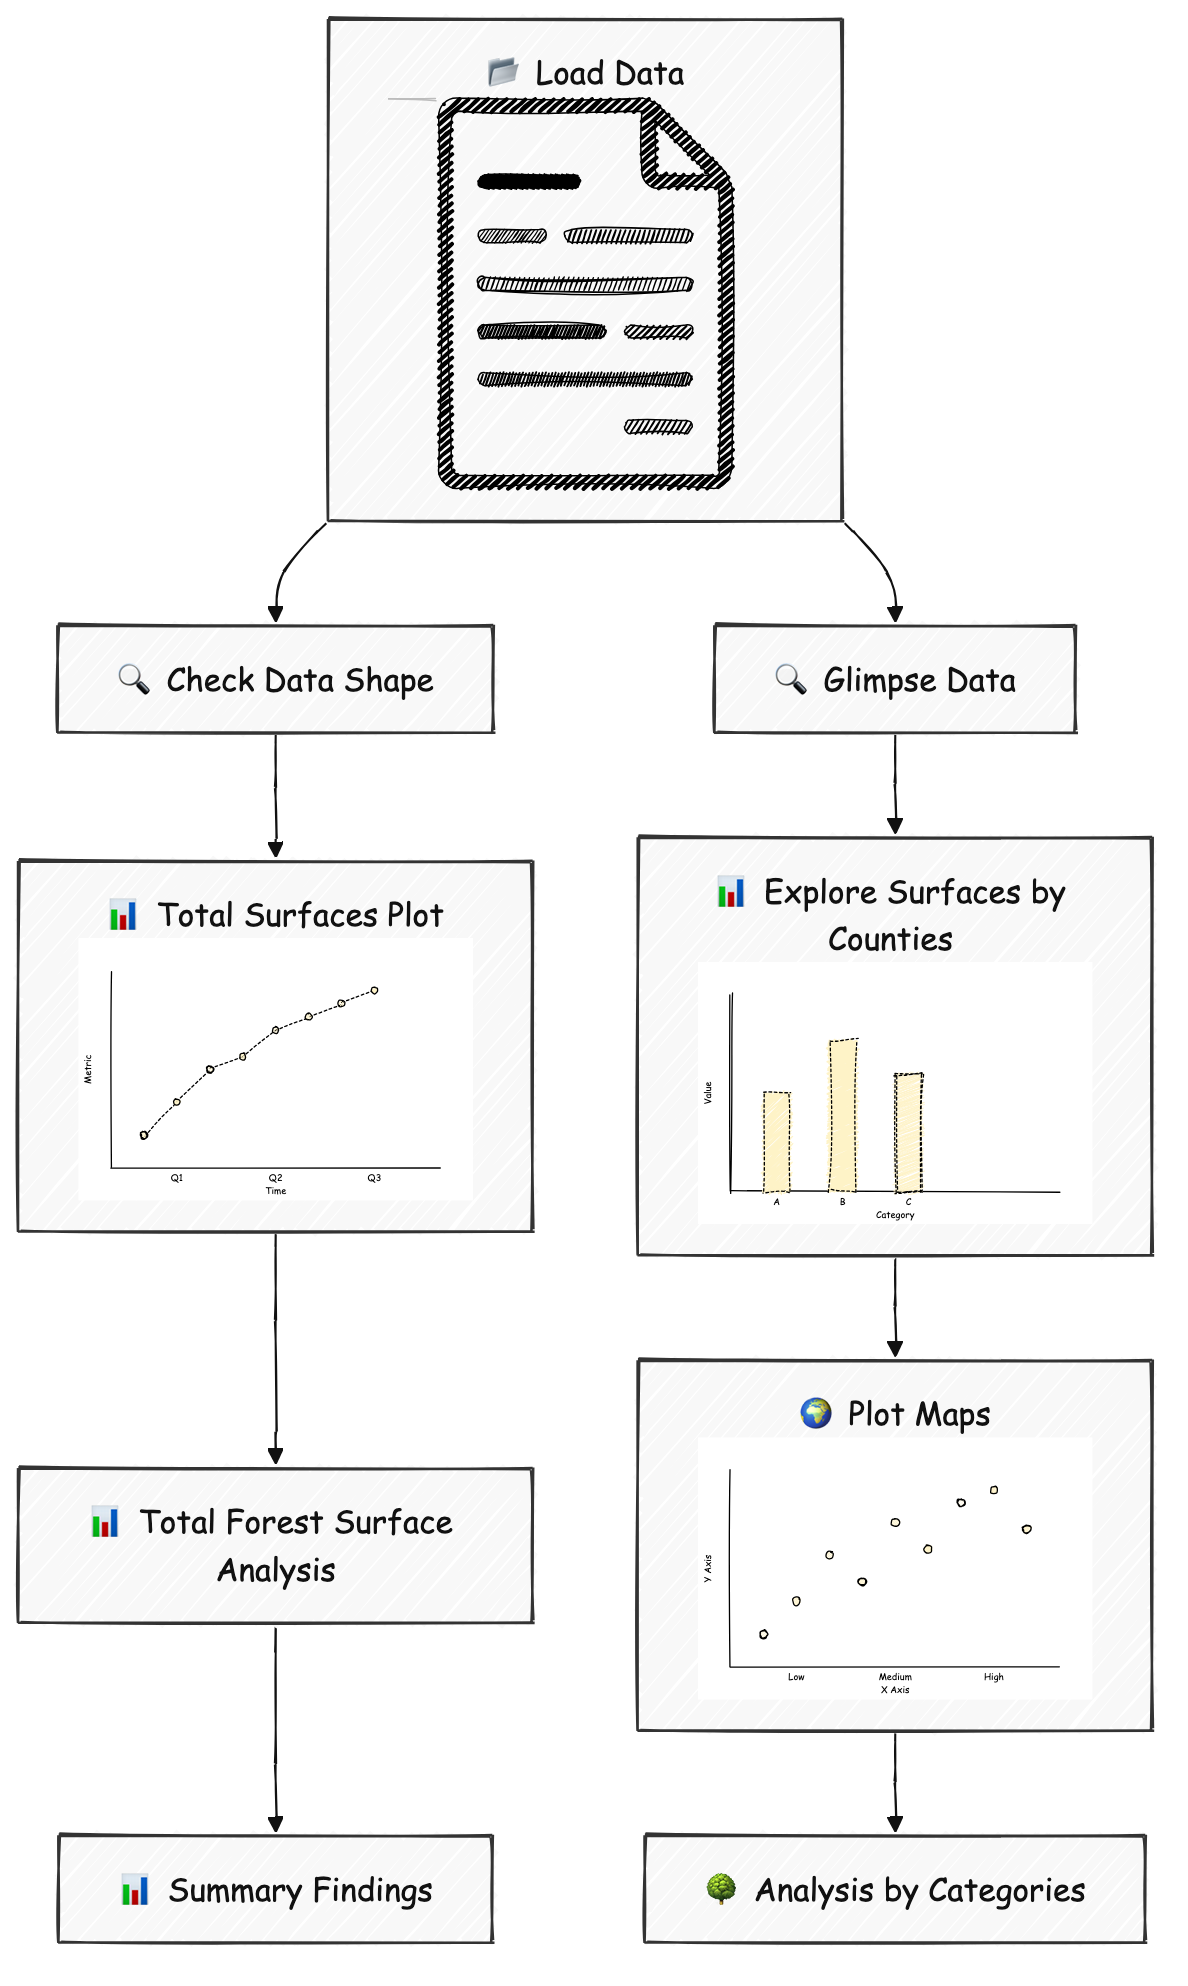 Load Data
Check Data Shape
Glimpse Data
Total Surfaces Plot
Metric
Q1 Q2 Q3
Time
Explore Surfaces by
Counties
Value
A B C
Category
Plot Maps
Y Axis
Low Medium High
X Axis
Total Forest Surface
Analysis
Summary Findings
Analysis by Categories